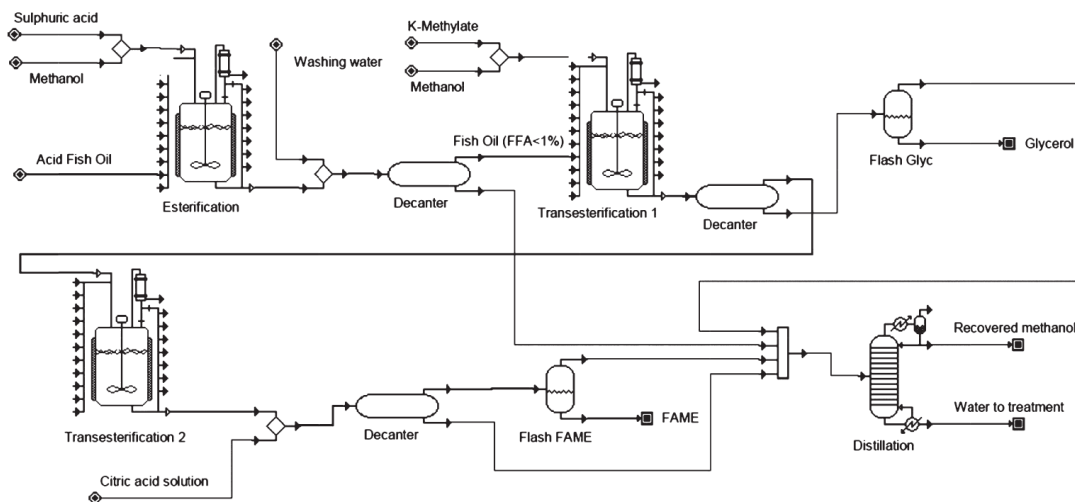 Sulphuric acid
Methanol
Acid Fish Oil
Esterification
Washing water
K-Methylate
Methanol
Fish Oil (FFA<1%)
Decanter
Transesterification 1
Decanter
Flash Glyc
Glycerol
Transesterification 2
Citric acid solution
Decanter
Flash FAME
FAME
Recovered methanol
Water to treatment
Distillation